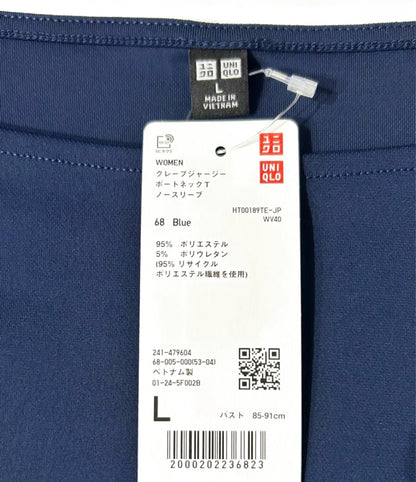 ユニ
クロ
UNI
QLO
L
MADE IN
VIETNAM
ユニ
クロ
UNI
QLO
WOMEN
クレープジャージー
ボートネックT
ノースリーブ
HT00189TE-JP
WV40
68 Blue
95% ポリエステル
5% ポリウレタン
(95% リサイクル
ポリエステル繊維を使用)
241-479604
68-005-000(53-04)
ベトナム製
01-24-5F002B
L
バスト 85-91cm
2000202236823